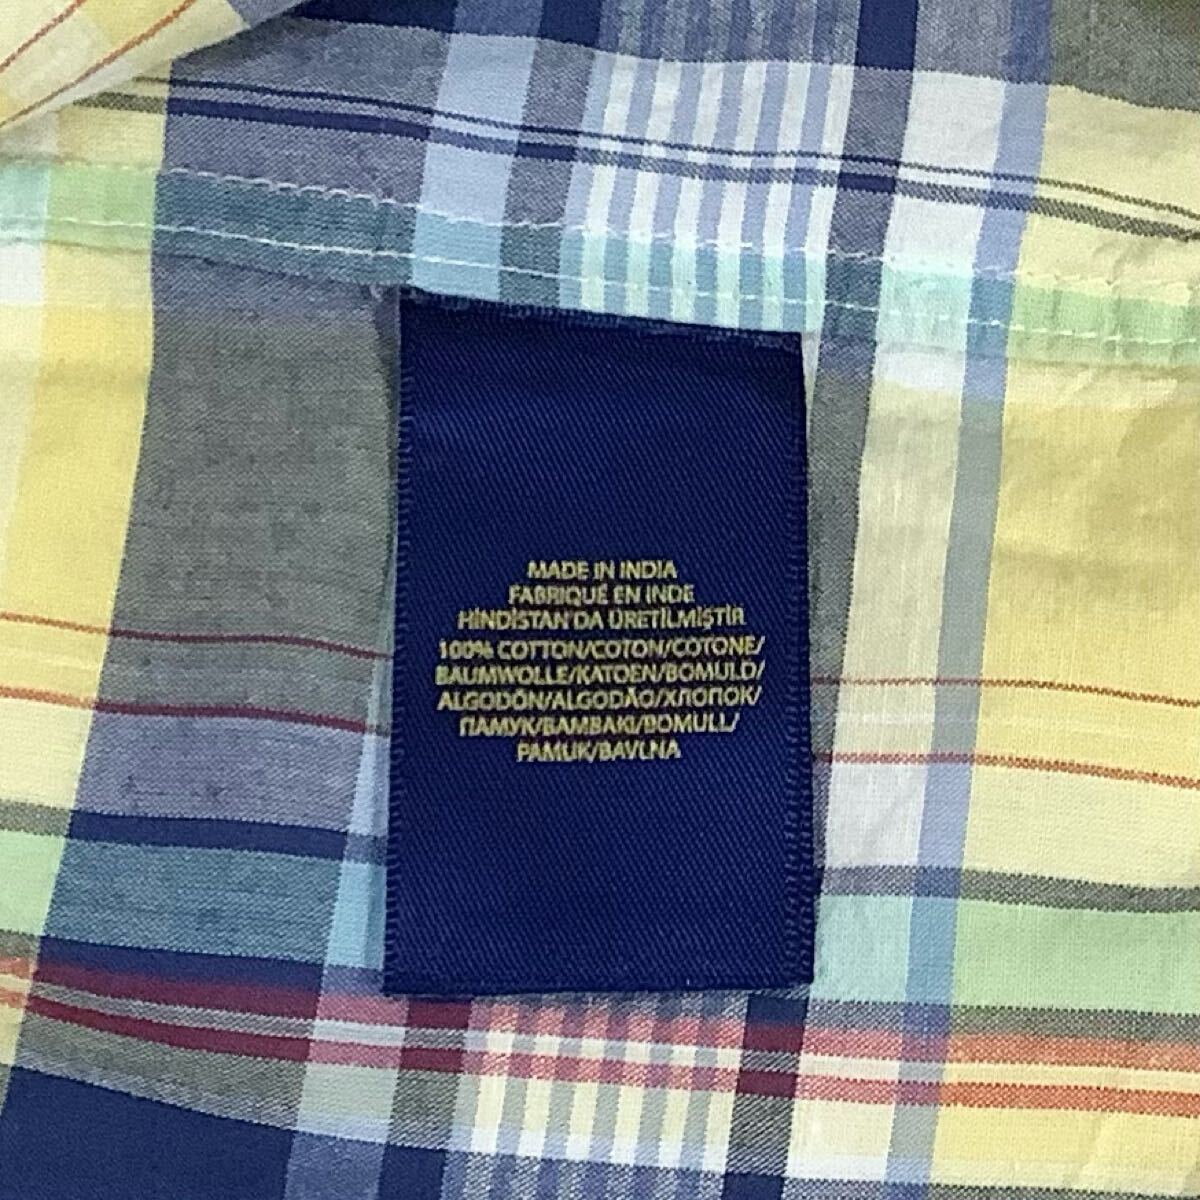 MADE IN INDIA
FABRIQUÉ EN INDE
HİNDİSTAN'DA ÜRETİLMİŞTİR
100% COTTON/COTON/COTONE/
BAUMWOLLE/KATOEN/BOMULD/
ALGODÓN/ALGODÃO/ХЛОПОК/
ПАМУК/BAMBAKI/BOMULL/
PAMUK/BAVLNA